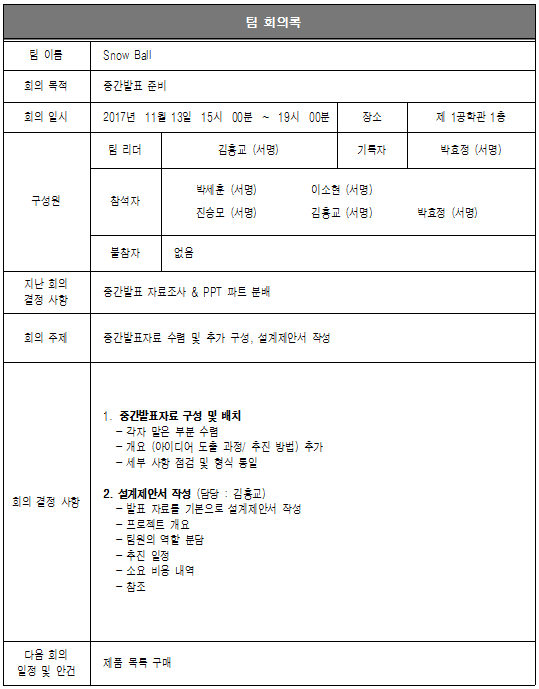 팀 회의록
팀 이름 Snow Ball
회의 목적 중간발표 준비
회의 일시 2017년 11월 13일 15시 00분 ~ 19시 00분 장소 제 1공학관 1층
구성원
팀 리더 김홍교 (서명) 기록자 박효정 (서명)
참석자
박세훈 (서명) 이소현 (서명)
진승모 (서명) 김홍교 (서명) 박효정 (서명)
불참자 없음
지난 회의
결정 사항
중간발표 자료조사 & PPT 파트 분배
회의 주제 중간발표자료 수렴 및 추가 구성, 설계제안서 작성
회의 결정 사항
1. 중간발표자료 구성 및 배치
- 각자 맡은 부분 수렴
- 개요 (아이디어 도출 과정/ 추진 방법) 추가
- 세부 사항 점검 및 형식 통일
2. 설계제안서 작성 (담당 : 김홍교)
- 발표 자료를 기본으로 설계제안서 작성
- 프로젝트 개요
- 팀원의 역할 분담
- 추진 일정
- 소요 비용 내역
- 참조
다음 회의
일정 및 안건
제품 목록 구매